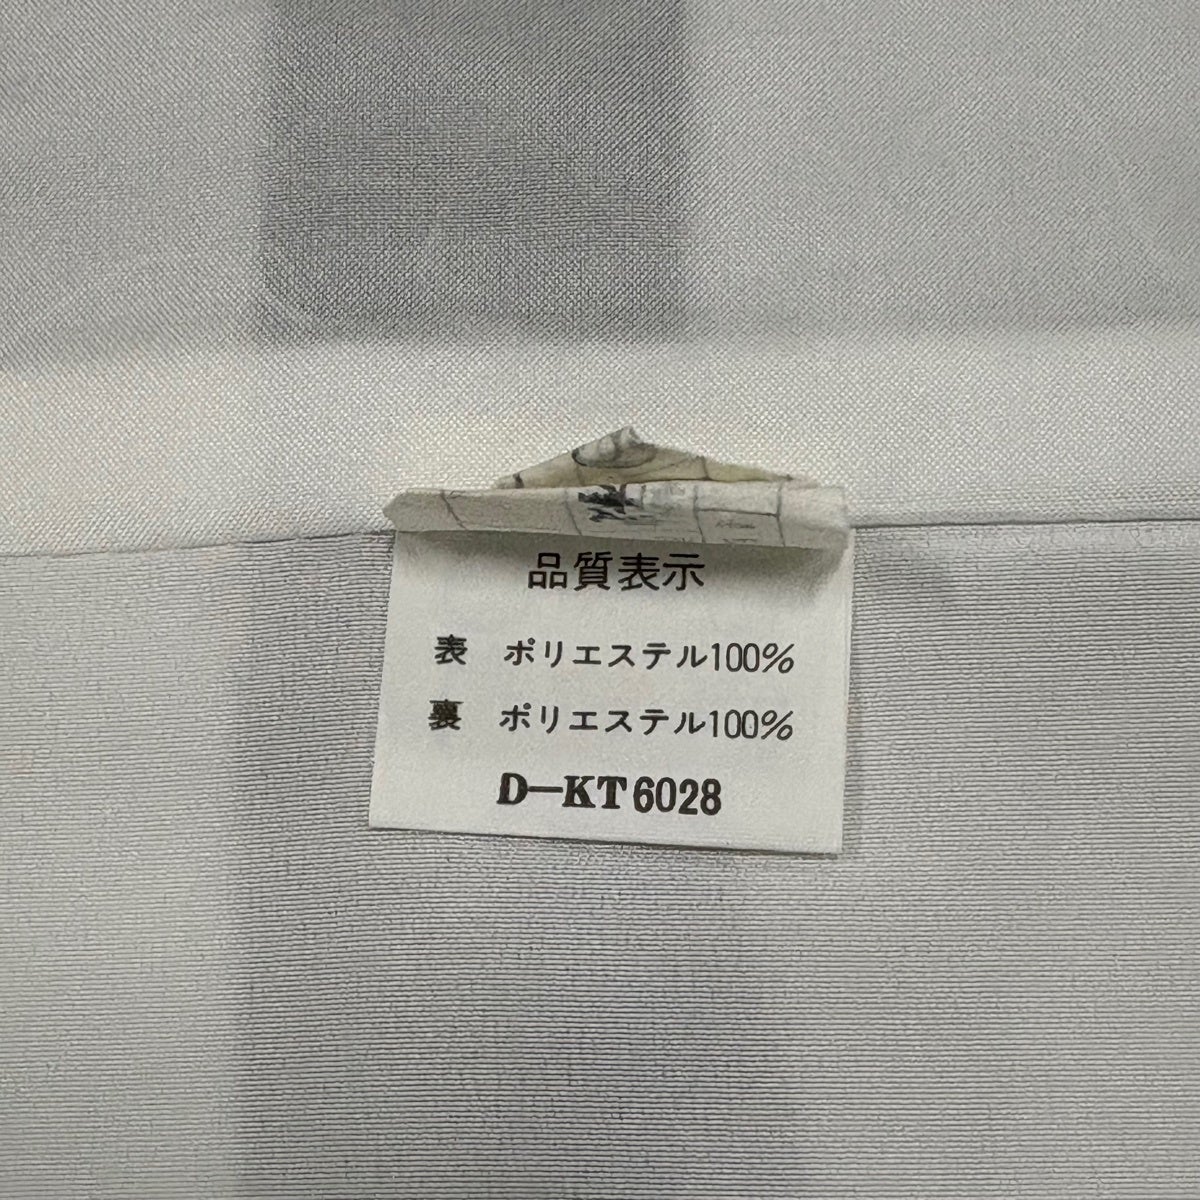 品質表示
表 ポリエステル100%
裏 ポリエステル100%
D-KT6028